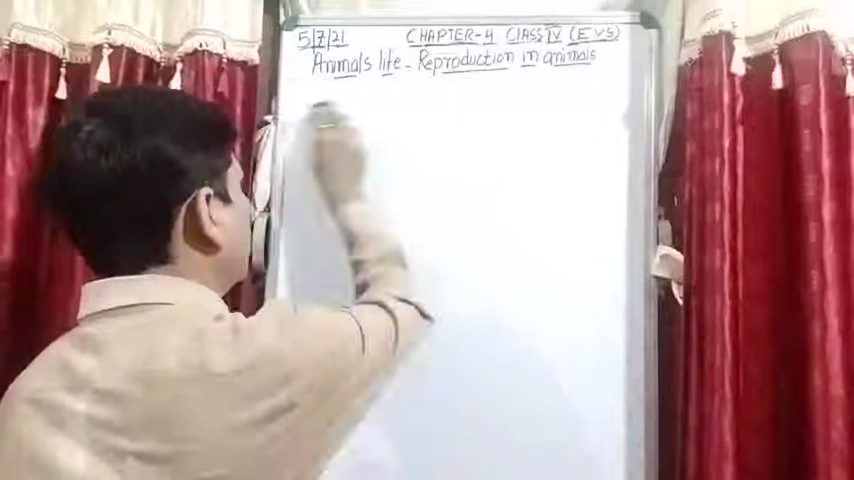 5/7/21 CHAPTER-4 CLASS IV (EVS)
Animals life - Reproduction in animals